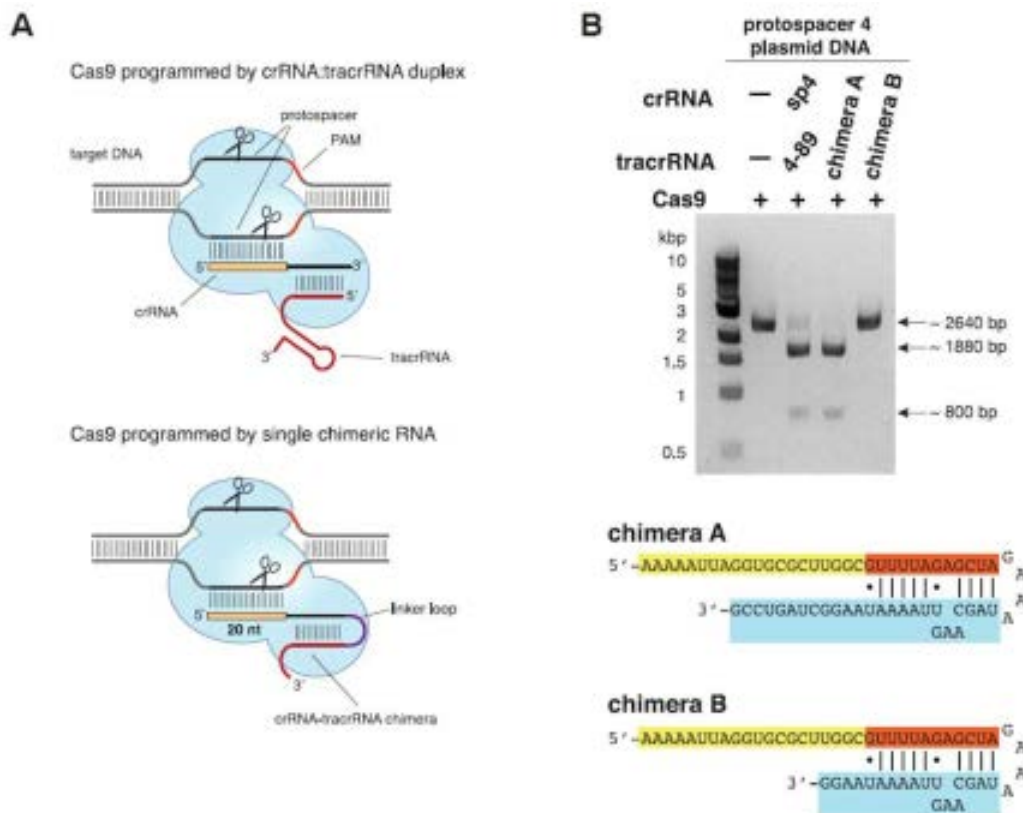 A
Cas9 programmed by crRNA:tracrRNA duplex
protospacer
PAM
target DNA
5'
3'
5'
crRNA
3'
tracrRNA
Cas9 programmed by single chimeric RNA
5'
20 nt
linker loop
3'
crRNA-tracrRNA chimera
B
protospacer 4
plasmid DNA
crRNA – sp4 chimera A chimera B
tracrRNA – 4-89
Cas9 + + + +
kbp
10
5
3
2
1.5
1
0.5
~ 2640 bp
~ 1880 bp
~ 800 bp
chimera A
5'-AAAAAUUAGGUGCGCUUGGCGUUUUAGAGCUA
G
A
A
A
3'-GCCUGAUCGGAAUAAAAUU CGAU
GAA
chimera B
5'-AAAAAUUAGGUGCGCUUGGCGUUUUAGAGCUA
G
A
A
A
3'-GGAAUAAAAUU CGAU
GAA